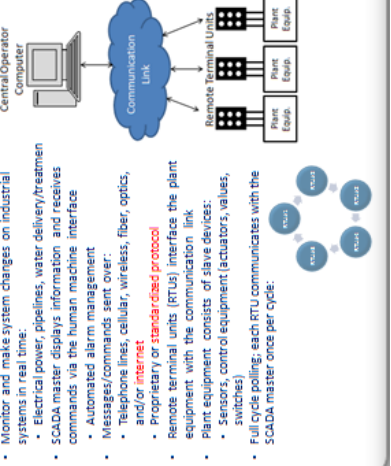 Monitor and make system changes on industrial
systems in real time:
Electrical power, pipelines, water delivery/treatmen
SCADA master displays information and receives
commands via the human machine interface
Automated alarm management
Messages/commands sent over:
Telephone lines, cellular, wireless, fiber, optics,
and/or internet
Proprietary or standardized protocol
Remote terminal units (RTUs) interface the plant
equipment with the communication link
Plant equipment consists of slave devices:
Sensors, control equipment (actuators, valves,
switches)
Full cycle polling; each RTU communicates with the
SCADA master once per cycle:
Central Operator
Computer
Communication
Link
Remote Terminal Units
Plant
Equip.
Plant
Equip.
Plant
Equip.